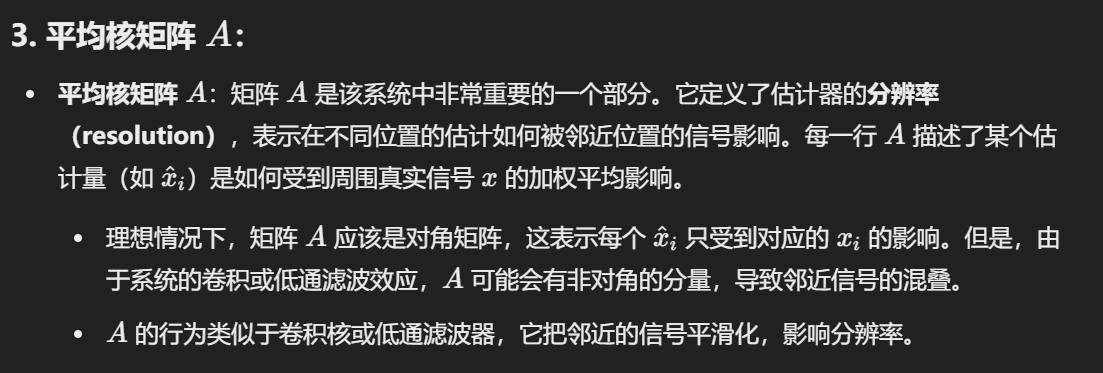 3. 平均核矩阵 A:
• 平均核矩阵 A：矩阵 A 是该系统中非常重要的一个部分。它定义了估计器的分辨率
（resolution），表示在不同位置的估计如何被邻近位置的信号影响。每一行 A 描述了某个估
计量（如 x̂ᵢ）是如何受到周围真实信号 x 的加权平均影响。
• 理想情况下，矩阵 A 应该是对角矩阵，这表示每个 x̂ᵢ 只受到对应的 xᵢ 的影响。但是，由
于系统的卷积或低通滤波效应，A 可能会有非对角的分量，导致邻近信号的混叠。
• A 的行为类似于卷积核或低通滤波器，它把邻近的信号平滑化，影响分辨率。